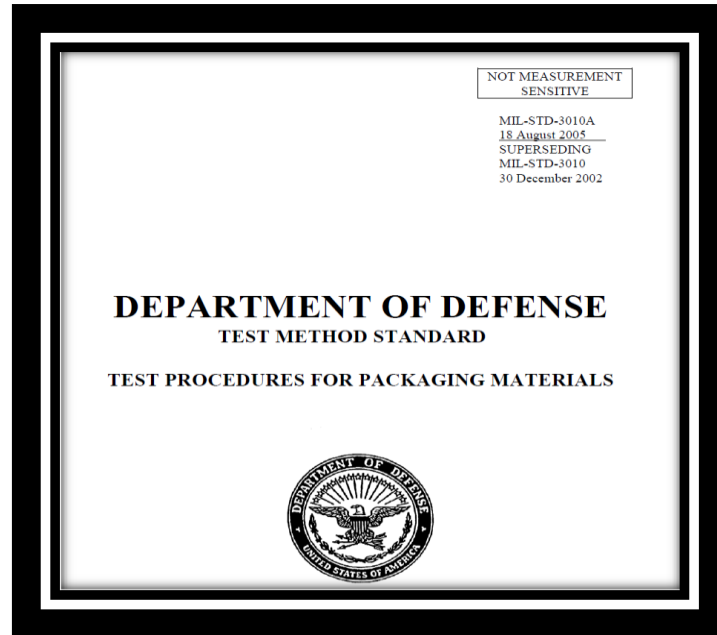 NOT MEASUREMENT
SENSITIVE
MIL-STD-3010A
18 August 2005
SUPERSEDING
MIL-STD-3010
30 December 2002
DEPARTMENT OF DEFENSE
TEST METHOD STANDARD
TEST PROCEDURES FOR PACKAGING MATERIALS
DEPARTMENT OF DEFENSE
UNITED STATES OF AMERICA